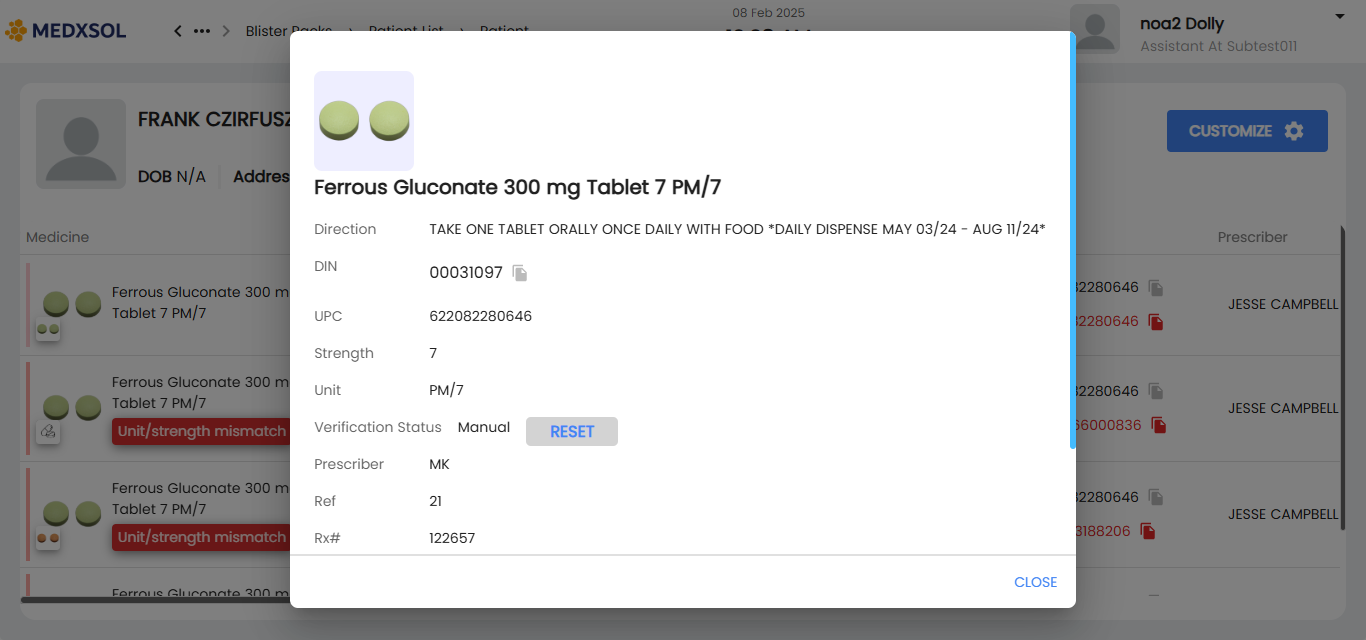 08 Feb 2025
MEDXSOL
Blister Packs
Patient List
Patient
noa2 Dolly
Assistant At Subtest011
FRANK CZIRFUSZ
CUSTOMIZE
DOB N/A
Addres
Ferrous Gluconate 300 mg Tablet 7 PM/7
Direction TAKE ONE TABLET ORALLY ONCE DAILY WITH FOOD *DAILY DISPENSE MAY 03/24 - AUG 11/24*
DIN 00031097
UPC 622082280646
Strength 7
Unit PM/7
Verification Status Manual RESET
Prescriber MK
Ref 21
Rx# 122657
CLOSE
Medicine
Prescriber
Ferrous Gluconate 300 m
Tablet 7 PM/7
2280646
2280646
JESSE CAMPBELL
Ferrous Gluconate 300 m
Tablet 7 PM/7
Unit/strength mismatch
2280646
6000836
JESSE CAMPBELL
Ferrous Gluconate 300 m
Tablet 7 PM/7
Unit/strength mismatch
2280646
3188206
JESSE CAMPBELL
Ferrous Gluconate 300 m